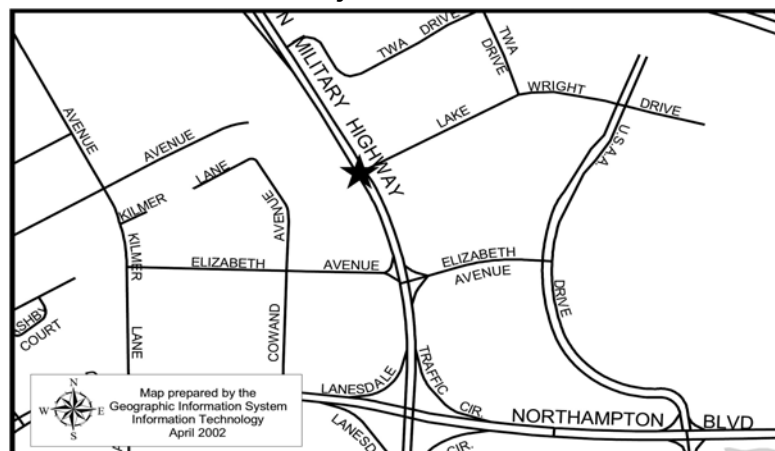 N MILITARY HIGHWAY
TWA DRIVE
TWA
DRIVE
WRIGHT
DRIVE
LAKE
U.S.A.A.
AVENUE
AVENUE
LANE
KILMER
AVENUE
KILMER
ELIZABETH AVENUE
ELIZABETH
AVENUE
DRIVE
COURT
LANE
COWAND
LANESDALE
TRAFFIC
CIR.
NORTHAMPTON BLVD
CIR.
N
W E
S
Map prepared by the
Geographic Information System
Information Technology
April 2002